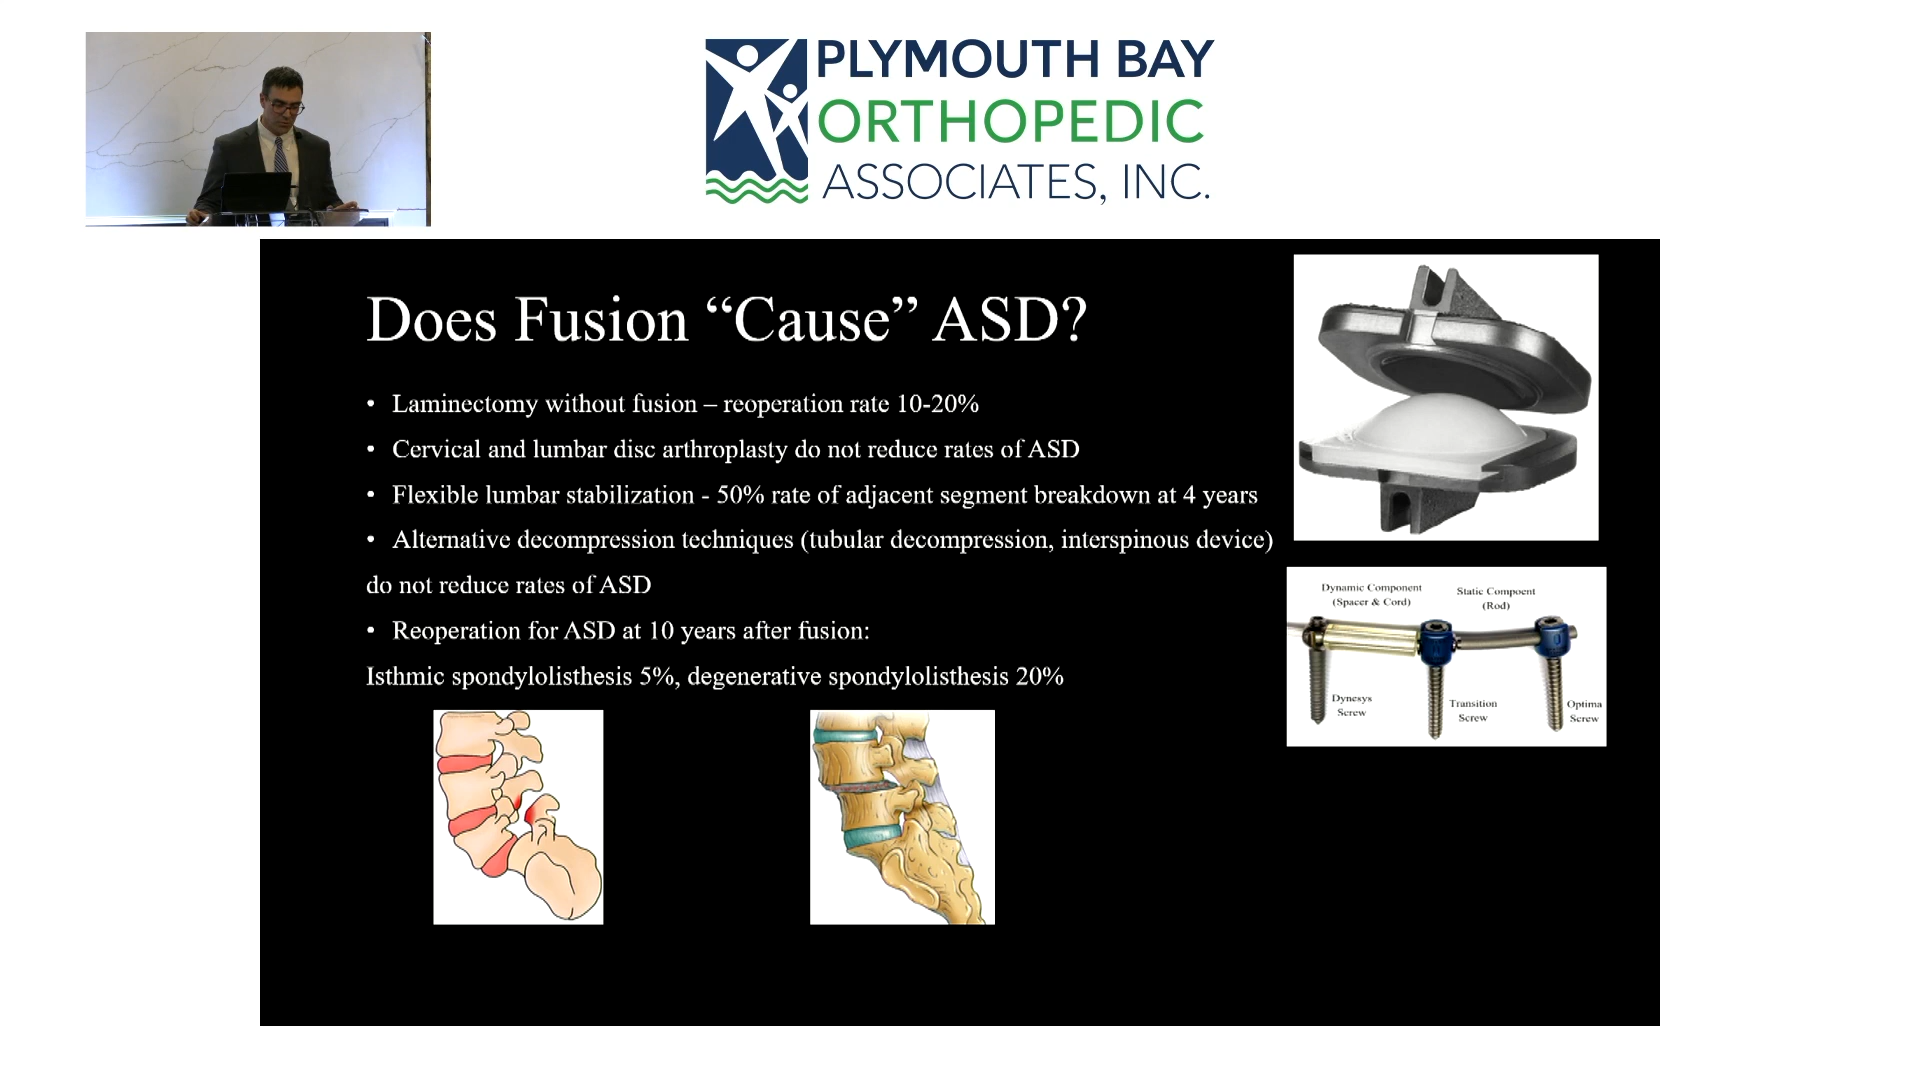 PLYMOUTH BAY
ORTHOPEDIC
ASSOCIATES, INC.
Does Fusion “Cause” ASD?
• Laminectomy without fusion – reoperation rate 10-20%
• Cervical and lumbar disc arthroplasty do not reduce rates of ASD
• Flexible lumbar stabilization - 50% rate of adjacent segment breakdown at 4 years
• Alternative decompression techniques (tubular decompression, interspinous device)
do not reduce rates of ASD
• Reoperation for ASD at 10 years after fusion:
Isthmic spondylolisthesis 5%, degenerative spondylolisthesis 20%
Dynamic Component
(Spacer & Cord)
Static Compoent
(Rod)
Dynesys
Screw
Transition
Screw
Optima
Screw